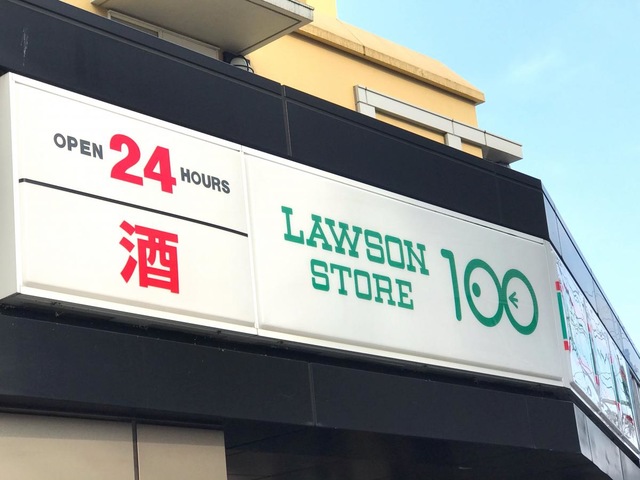 OPEN 24 HOURS
酒
LAWSON
STORE 100